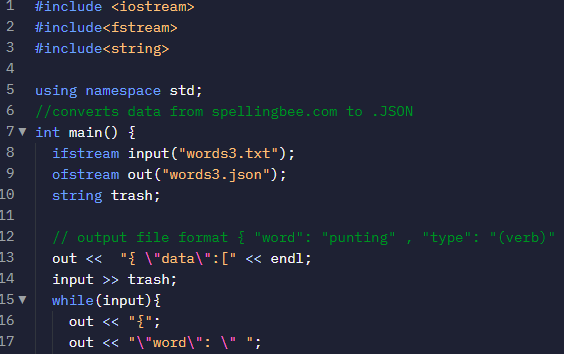 1 #include <iostream>
2 #include<fstream>
3 #include<string>
4
5 using namespace std;
6 //converts data from spellingbee.com to .JSON
7 int main() {
8 ifstream input("words3.txt");
9 ofstream out("words3.json");
10 string trash;
11
12 // output file format { "word": "punting" , "type": "(verb)"
13 out <<  "{ \"data\":[" << endl;
14 input >> trash;
15 while(input){
16 out << "{";
17 out << "\"word\": \" ";